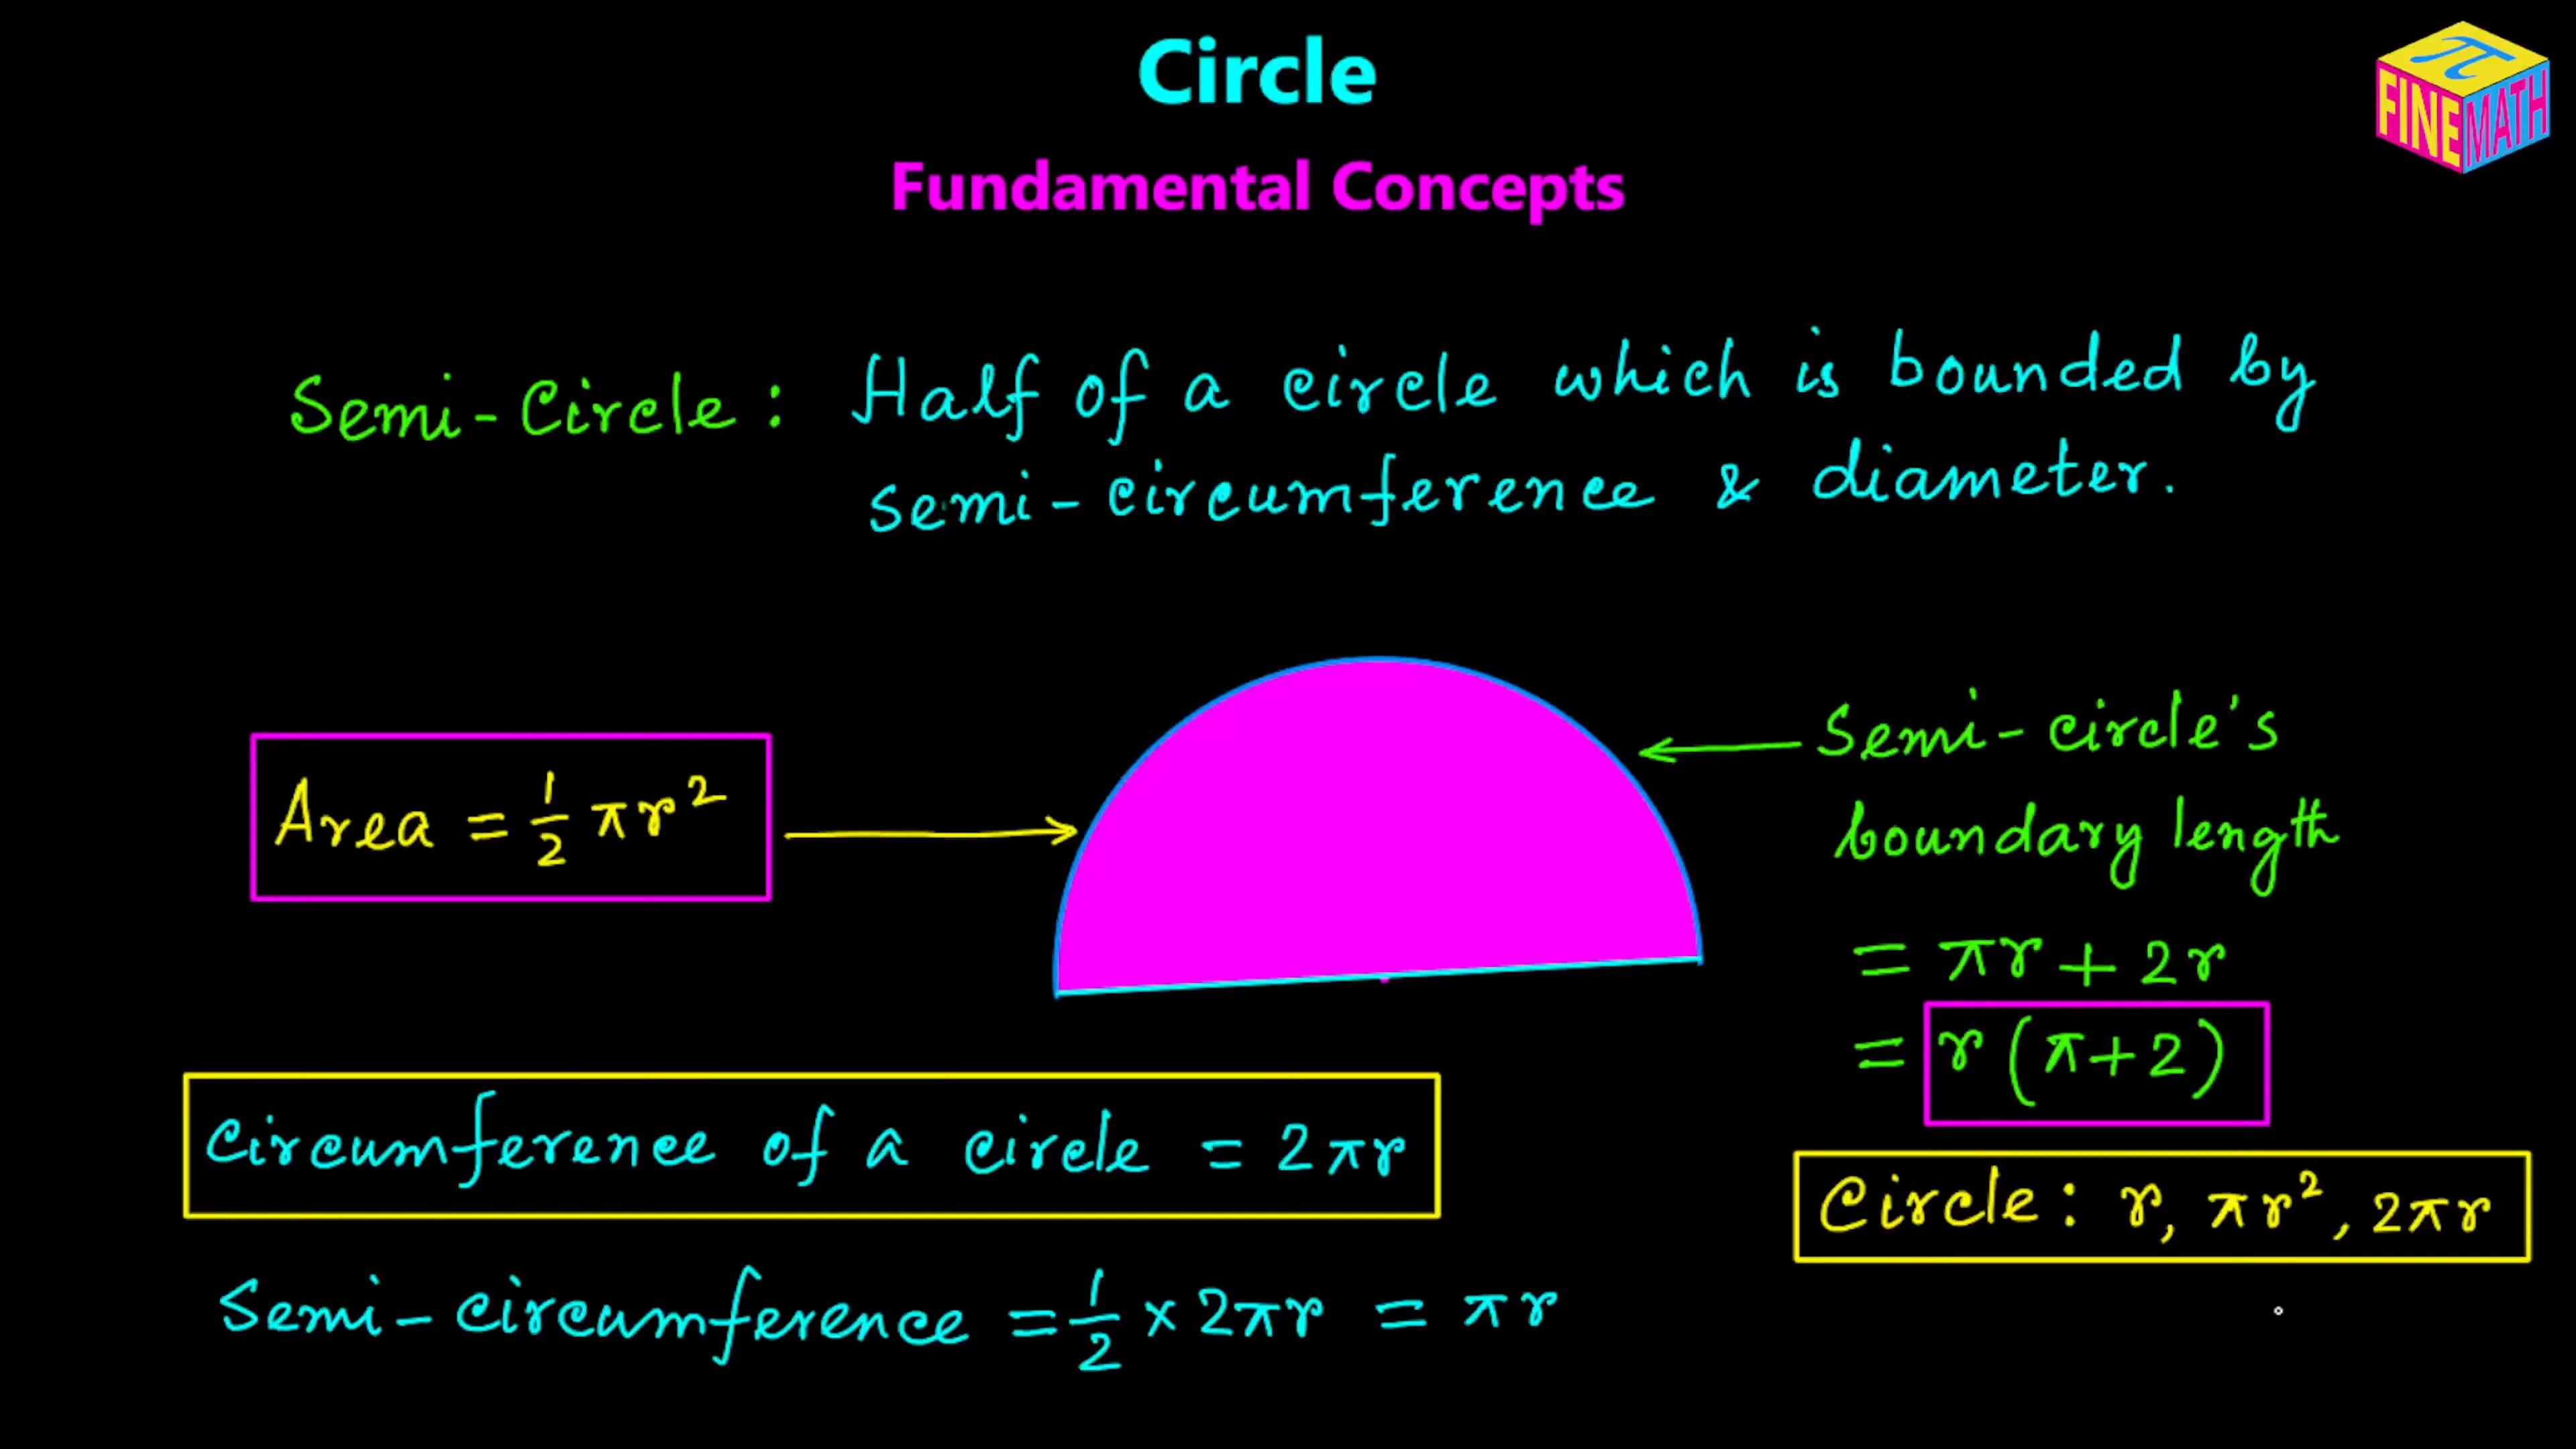 Circle
π
FINE MATH
Fundamental Concepts
Semi-Circle: Half of a circle which is bounded by
semi-circumference & diameter.
Semi-circle's
boundary length
Area = 1/2 πr²
= πr + 2r
= r (π+2)
Circumference of a circle = 2πr
Circle: r, πr², 2πr
Semi-circumference = 1/2 × 2πr = πr